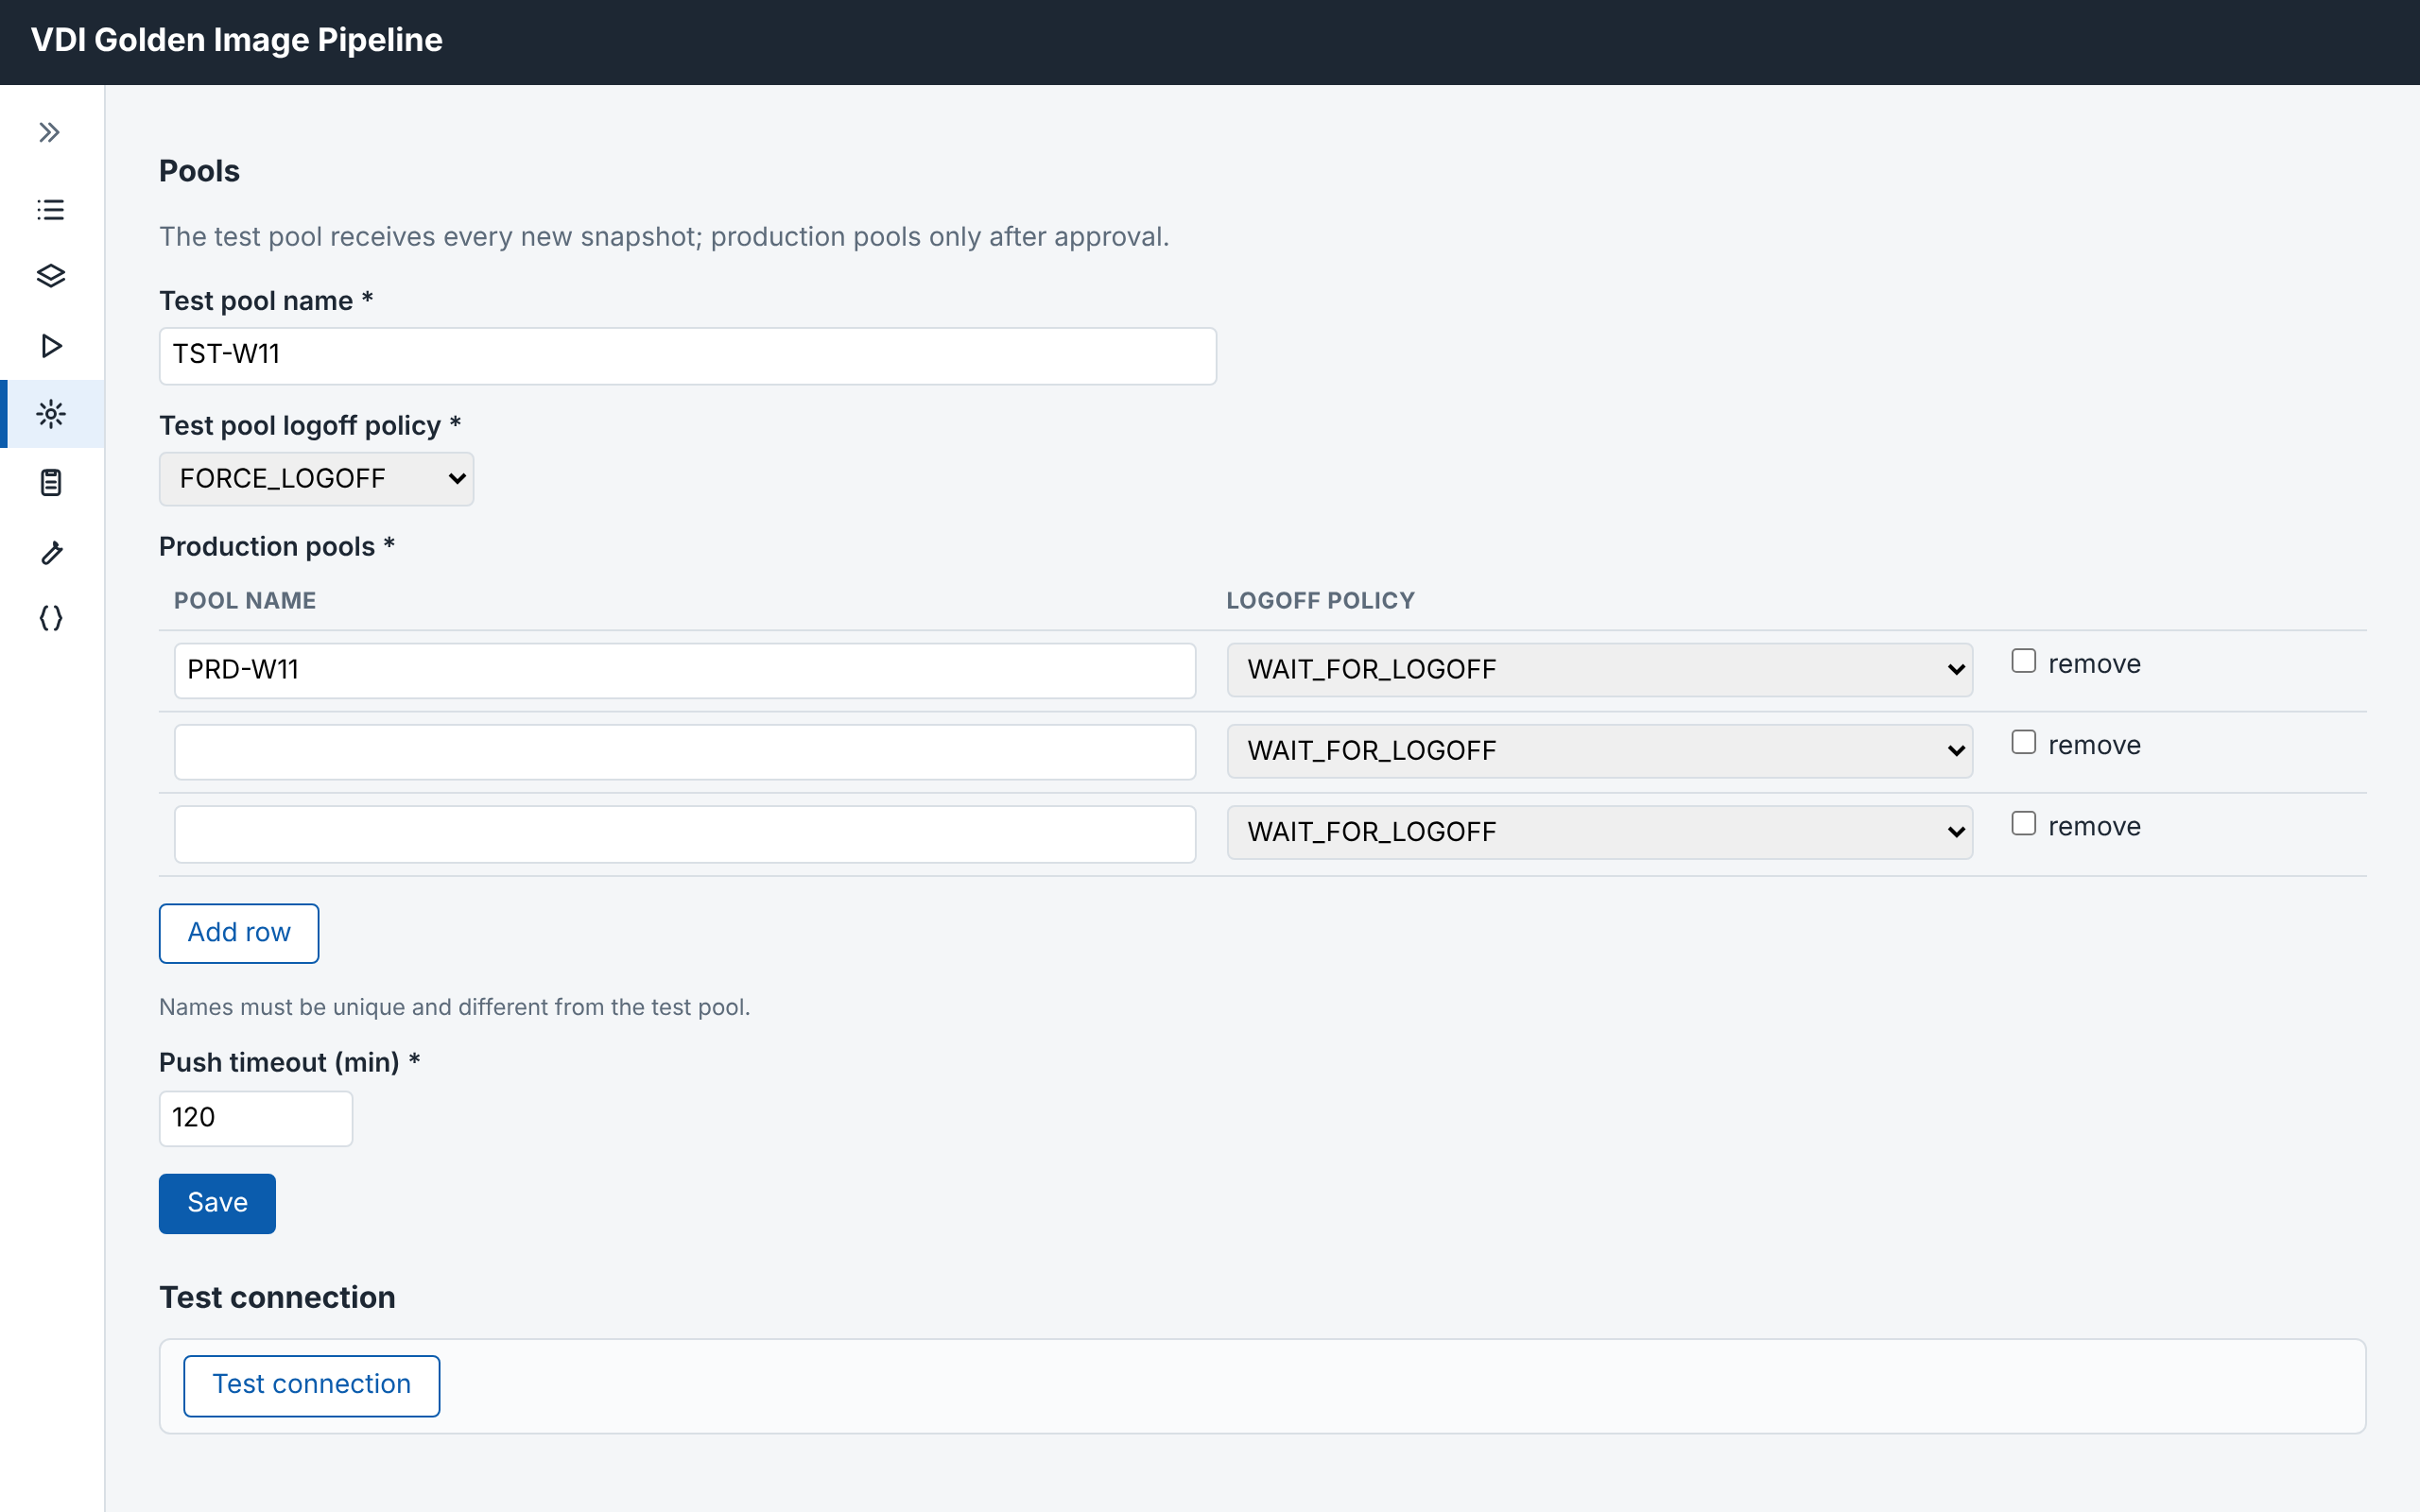 VDI Golden Image Pipeline
Pools
The test pool receives every new snapshot; production pools only after approval.
Test pool name *
TST-W11
Test pool logoff policy *
FORCE_LOGOFF
Production pools *
POOL NAME LOGOFF POLICY
PRD-W11 WAIT_FOR_LOGOFF remove
WAIT_FOR_LOGOFF remove
WAIT_FOR_LOGOFF remove
Add row
Names must be unique and different from the test pool.
Push timeout (min) *
120
Save
Test connection
Test connection